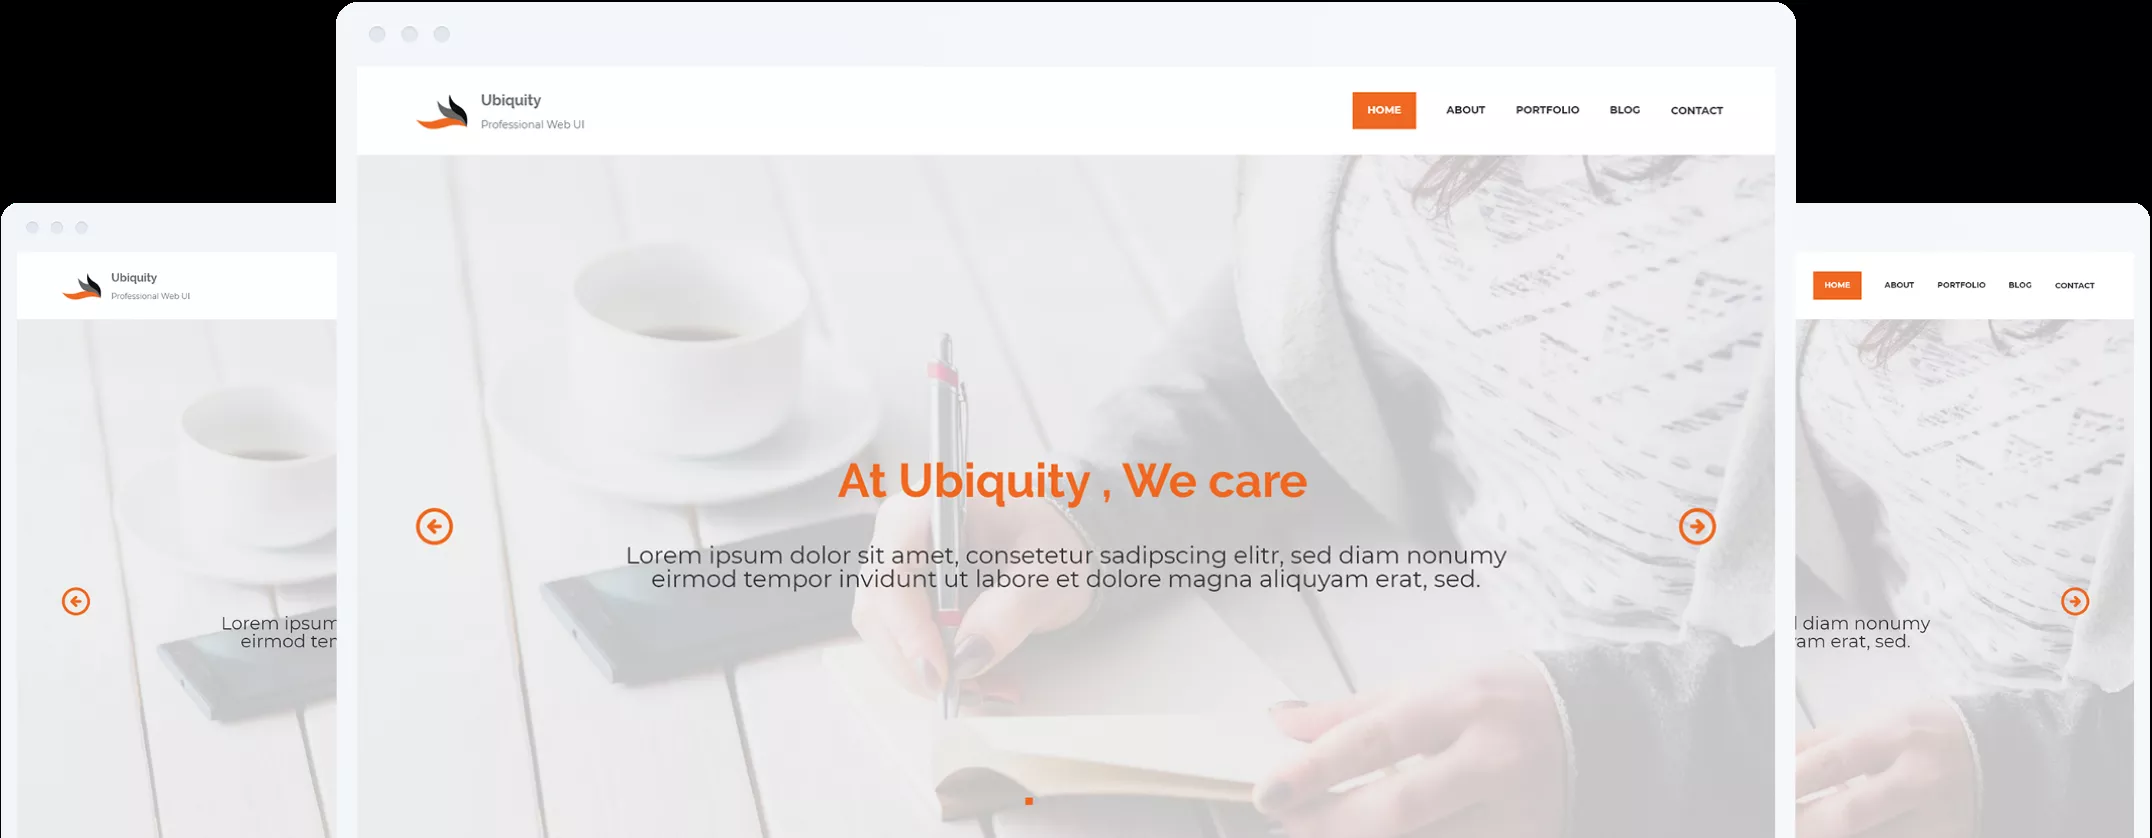 Ubiquity
Professional Web UI
HOME ABOUT PORTFOLIO BLOG CONTACT
At Ubiquity , We care
Lorem ipsum dolor sit amet, consetetur sadipscing elitr, sed diam nonumy
eirmod tempor invidunt ut labore et dolore magna aliquyam erat, sed.
Ubiquity
Professional Web UI
Lorem ipsum
eirmod ter
HOME ABOUT PORTFOLIO BLOG CONTACT
diam nonumy
am erat, sed.